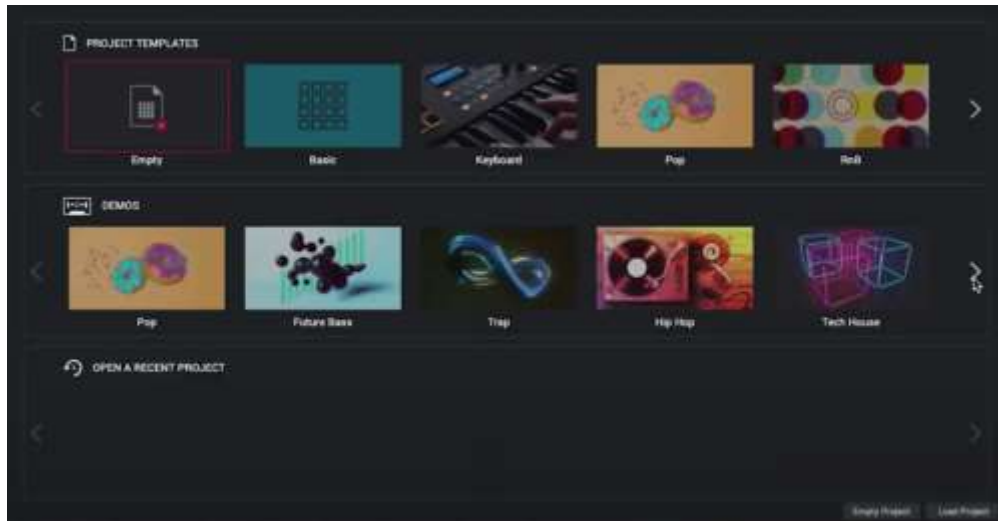 PROJECT TEMPLATES
Empty
Basic
Keyboard
Pop
RnB
DEMOS
Pop
Future Bass
Trap
Hip Hop
Tech House
OPEN A RECENT PROJECT
Empty Project
Load Project